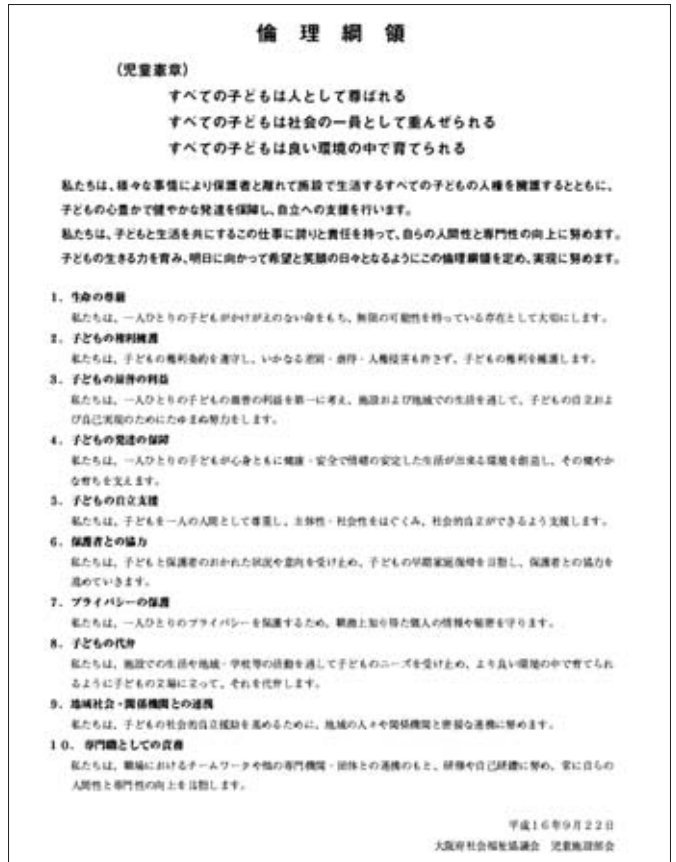 倫理綱領
(児童憲章)
すべての子どもは人として尊ばれる
すべての子どもは社会の一員として重んぜられる
すべての子どもは良い環境の中で育てられる
私たちは、様々な事情により保護者と離れて施設で生活するすべての子どもの人権を擁護するとともに、
子どもの心豊かで健やかな発達を保障し、自立への支援を行います。
私たちは、子どもと生活を共にするこの仕事に誇りと責任を持って、自らの人間性と専門性の向上に努めます。
子どもの生きる力を育み、明日に向かって希望と笑顔の日々となるようにこの倫理綱領を定め、実現に努めます。
1. 生命の尊厳
私たちは、一人ひとりの子どもがかけがえのない命をもち、無限の可能性を持っている存在として大切にします。
2. 子どもの権利擁護
私たちは、子どもの権利条約を遵守し、いかなる差別・虐待・人権侵害も許さず、子どもの権利を擁護します。
3. 子どもの最善の利益
私たちは、一人ひとりの子どもの最善の利益を第一に考え、施設および地域での生活を通して、子どもの自立およ
び自己実現のためにたゆまぬ努力をします。
4. 子どもの発達の保障
私たちは、一人ひとりの子どもが心身ともに健康・安全で情緒の安定した生活が出来る環境を創造し、その健やか
な育ちを支えます。
5. 子どもの自立支援
私たちは、子どもを一人の人間として尊重し、主体性・社会性をはぐくみ、社会的自立ができるよう支援します。
6. 保護者との協力
私たちは、子どもと保護者のおかれた状況や意向を受け止め、子どもの早期家庭復帰を目指し、保護者との協力を
進めていきます。
7. プライバシーの保護
私たちは、一人ひとりのプライバシーを保護するため、職務上知り得た個人の情報や秘密を守ります。
8. 子どもの代弁
私たちは、施設での生活や地域・学校等の活動を通して子どものニーズを受け止め、より良い環境の中で育てられ
るように子どもの立場に立って、それを代弁します。
9. 地域社会・関係機関との連携
私たちは、子どもの社会的自立援助を進めるために、地域の人々や関係機関と密接な連携に努めます。
10. 専門職としての責務
私たちは、職場におけるチームワークや他の専門機関・団体との連携のもと、研修や自己研鑽に努め、常に自らの
人間性と専門性の向上を目指します。
平成16年9月22日
大阪府社会福祉協議会 児童施設部会